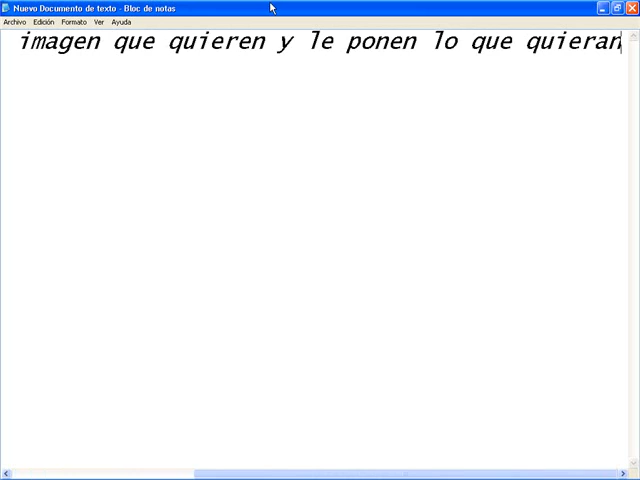 Nuevo Documento de texto - Bloc de notas
Archivo Edición Formato Ver Ayuda
imagen que quieren y le ponen lo que quieran